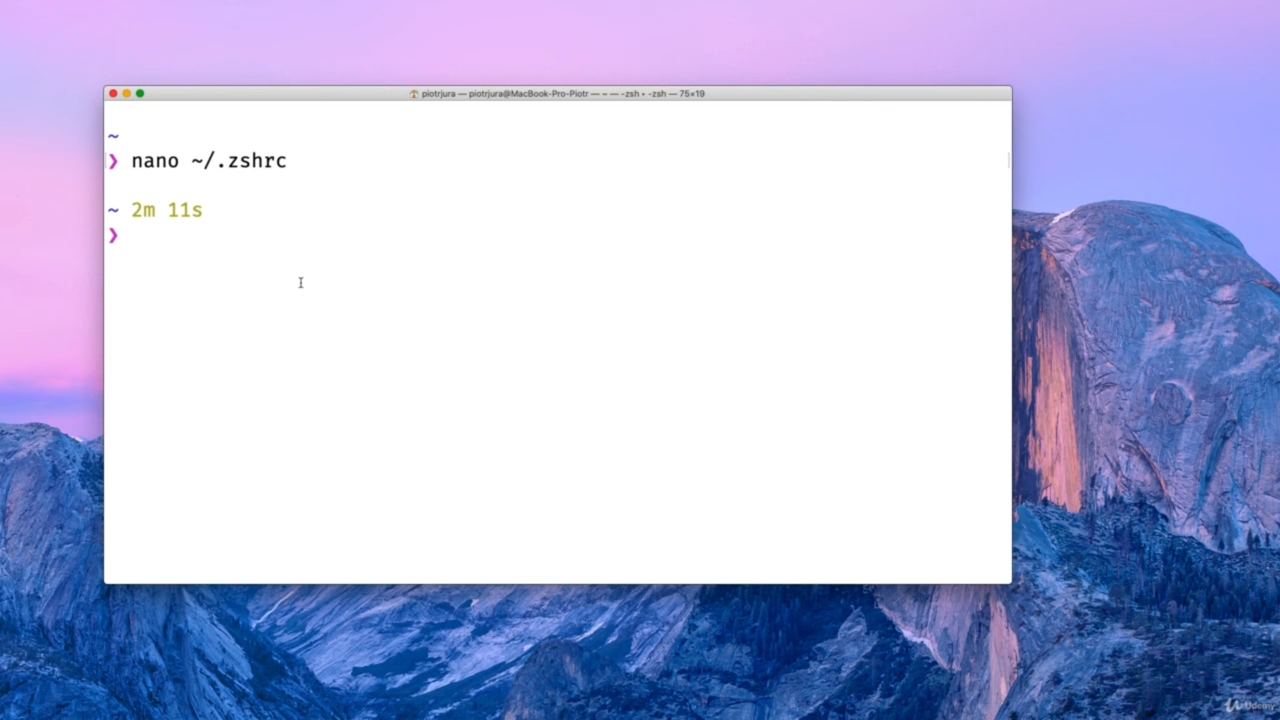 piotrjura — piotrjura@MacBook-Pro-Piotr — ~ — -zsh • -zsh — 75×19
~
❯ nano ~/.zshrc
~ 2m 11s
❯
Udemy